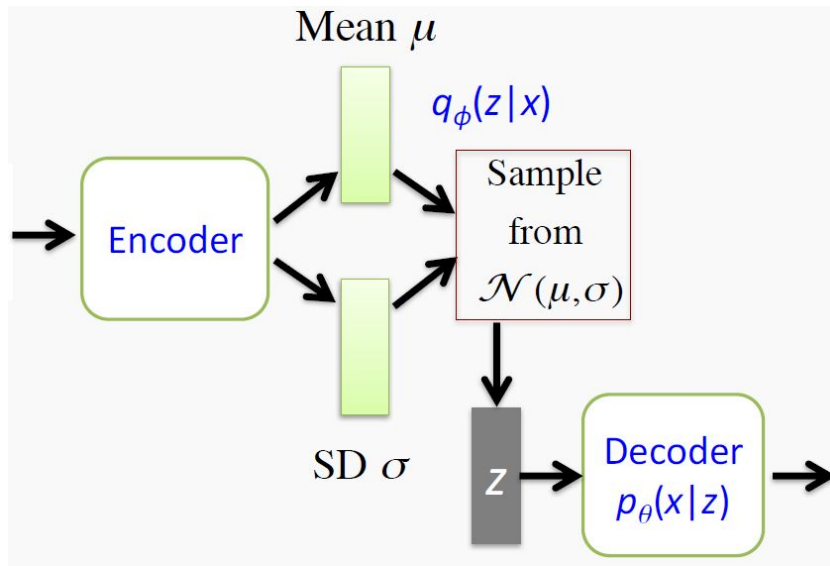 Mean μ
q_ϕ(z|x)
Encoder
Sample
from
𝒩(μ,σ)
SD σ
z
Decoder
p_θ(x|z)